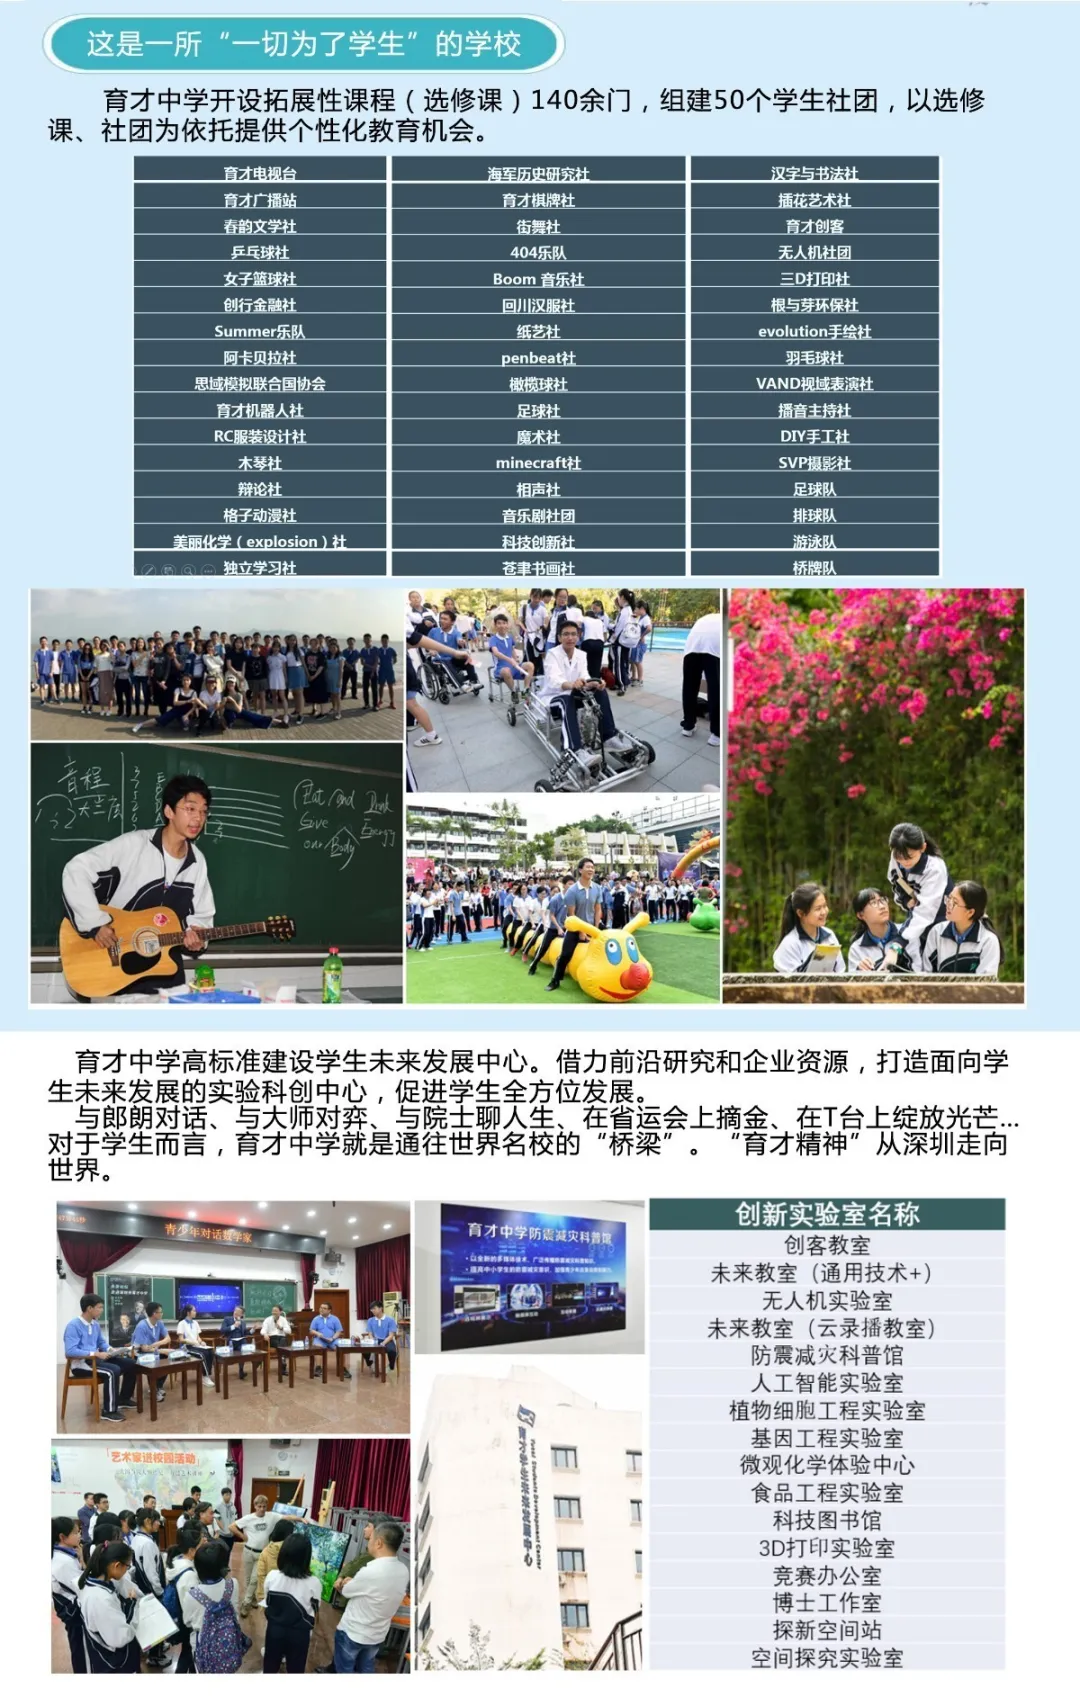 这是一所“一切为了学生”的学校
育才中学开设拓展性课程（选修课）140余门，组建50个学生社团，以选修
课、社团为依托提供个性化教育机会。
育才电视台 海军历史研究社 汉字与书法社
育才广播站 育才棋牌社 插花艺术社
春韵文学社 街舞社 育才创客
乒乓球社 404乐队 无人机社团
女子篮球社 Boom 音乐社 三D打印社
创行金融社 回川汉服社 根与芽环保社
Summer乐队 纸艺社 evolution手绘社
阿卡贝拉社 penbeat社 羽毛球社
思域模拟联合国协会 橄榄球社 VAND视域表演社
育才机器人社 足球社 播音主持社
RC服装设计社 魔术社 DIY手工社
木琴社 minecraft社 SVP摄影社
辩论社 相声社 足球队
格子动漫社 音乐剧社团 排球队
美丽化学（explosion）社 科技创新社 游泳队
独立学习社 苍聿书画社 桥牌队
音程
大三度
Eat and Drink
Save Energy
our Body
育才中学高标准建设学生未来发展中心。借力前沿研究和企业资源，打造面向学
生未来发展的实验科创中心，促进学生全方位发展。
与郎朗对话、与大师对弈、与院士聊人生、在省运会上摘金、在T台上绽放光芒...
对于学生而言，育才中学就是通往世界名校的“桥梁”。“育才精神”从深圳走向
世界。
青少年对话数学家
育才中学防震减灾科普馆
艺术家进校园活动
育才学生未来发展中心
Yucai Students Development Center
创新实验室名称
创客教室
未来教室（通用技术+）
无人机实验室
未来教室（云录播教室）
防震减灾科普馆
人工智能实验室
植物细胞工程实验室
基因工程实验室
微观化学体验中心
食品工程实验室
科技图书馆
3D打印实验室
竞赛办公室
博士工作室
探新空间站
空间探究实验室